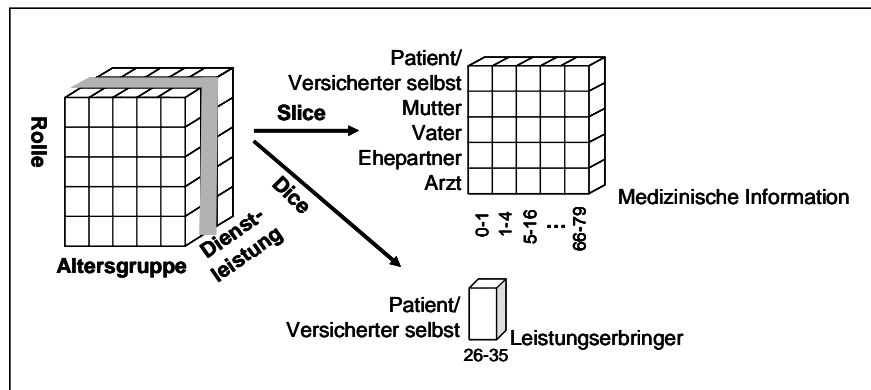 Rolle
Altersgruppe
Dienst-
leistung
Slice
Dice
Patient/
Versicherter selbst
Mutter
Vater
Ehepartner
Arzt
0-1
1-4
5-16
...
66-79
Medizinische Information
Patient/
Versicherter selbst
26-35
Leistungserbringer